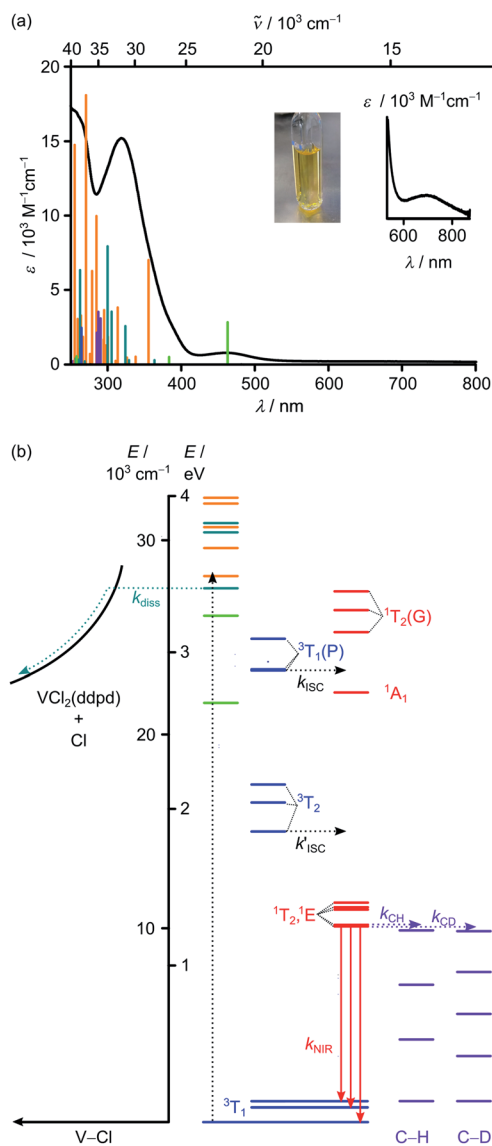 (a)
ν̃ / 10³ cm⁻¹
40 35 30 25 20 15
ε / 10³ M⁻¹cm⁻¹
20
15
10
5
0
300 400 500 600 700 800
λ / nm
ε / 10³ M⁻¹cm⁻¹
600 800
λ / nm
(b)
E / 10³ cm⁻¹
E / eV
4
30
3
20
2
10
1
k_diss
VCl₂(ddpd)
+
Cl
³T₁(P)
k_ISC
¹T₂(G)
¹A₁
³T₂
k'_ISC
¹T₂,¹E
k_CH
k_CD
k_NIR
³T₁
V–Cl
C–H
C–D